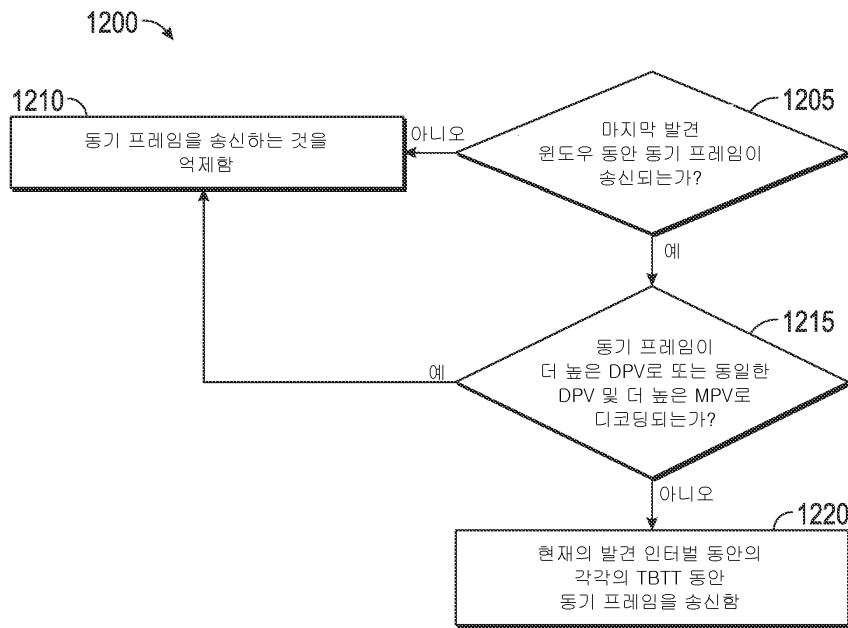 1200
1210
동기 프레임을 송신하는 것을
억제함
아니오
1205
마지막 발견
윈도우 동안 동기 프레임이
송신되는가?
예
1215
동기 프레임이
더 높은 DPV로 또는 동일한
DPV 및 더 높은 MPV로
디코딩되는가?
예
아니오
1220
현재의 발견 인터벌 동안의
각각의 TBTT 동안
동기 프레임을 송신함